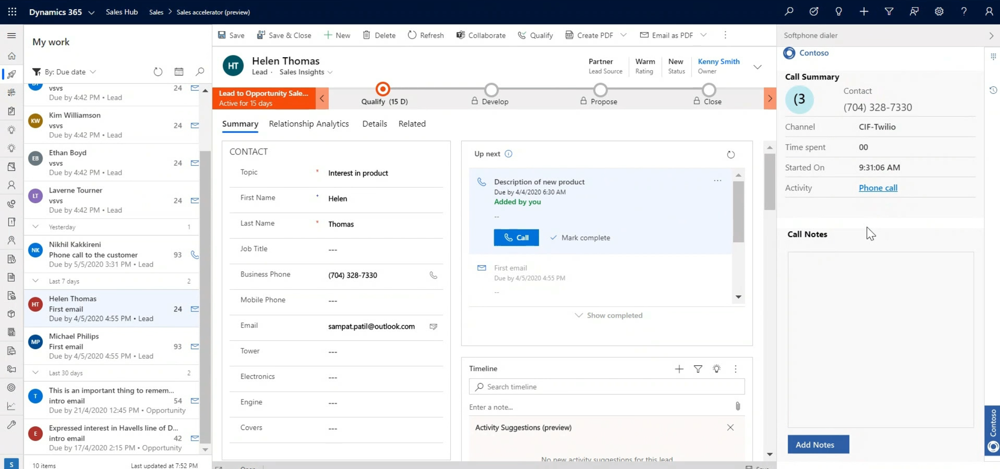 Dynamics 365
Sales Hub
Sales > Sales accelerator (preview)
My work
By: Due date
vsvs 24
Due by 4:42 PM • Lead
KW
Kim Williamson
vsvs 24
Due by 4:42 PM • Lead
EB
Ethan Boyd
vsvs 24
Due by 4:42 PM • Lead
LT
Laverne Tourner
vsvs 24
Due by 4:42 PM • Lead
Yesterday 1
NK
Nikhil Kakkireni
Phone call to the customer 93
Due by 5/5/2020 3:31 PM • Lead
Last 7 days 2
HT
Helen Thomas
First email 24
Due by 4/5/2020 4:55 PM • Lead
MP
Michael Philips
First email 93
Due by 4/5/2020 4:55 PM • Lead
Last 30 days 2
T
This is an important thing to remem...
intro email 54
Due by 21/4/2020 12:45 PM • Opportunity
E
Expressed interest in Havells line of D...
intro email 42
Due by 17/4/2020 2:15 PM • Opportunity
S
10 items Last updated at 7:52 PM
Save Save & Close New Delete Refresh Collaborate Qualify Create PDF Email as PDF
HT
Helen Thomas
Lead · Sales Insights
Partner
Lead Source
Warm
Rating
New
Status
Kenny Smith
Owner
Lead to Opportunity Sale...
Active for 15 days
Qualify (15 D)
Develop
Propose
Close
Summary Relationship Analytics Details Related
CONTACT
Topic * Interest in product
First Name + Helen
Last Name * Thomas
Job Title ---
Business Phone (704) 328-7330
Mobile Phone ---
Email sampat.patil@outlook.com
Tower ---
Electronics ---
Engine ---
Covers ---
Up next
Description of new product
Due by 4/4/2020 6:30 AM
Added by you
--
Call
Mark complete
First email
Due by 4/5/2020 4:55 PM
--
Show completed
Timeline
Search timeline
Enter a note...
Activity Suggestions (preview)
No new activity suggestions for this lead
Open
Save
Softphone dialer
Contoso
Call Summary
(3
Contact
(704) 328-7330
Channel CIF-Twilio
Time spent 00
Started On 9:31:06 AM
Activity Phone call
Call Notes
Add Notes
Contoso